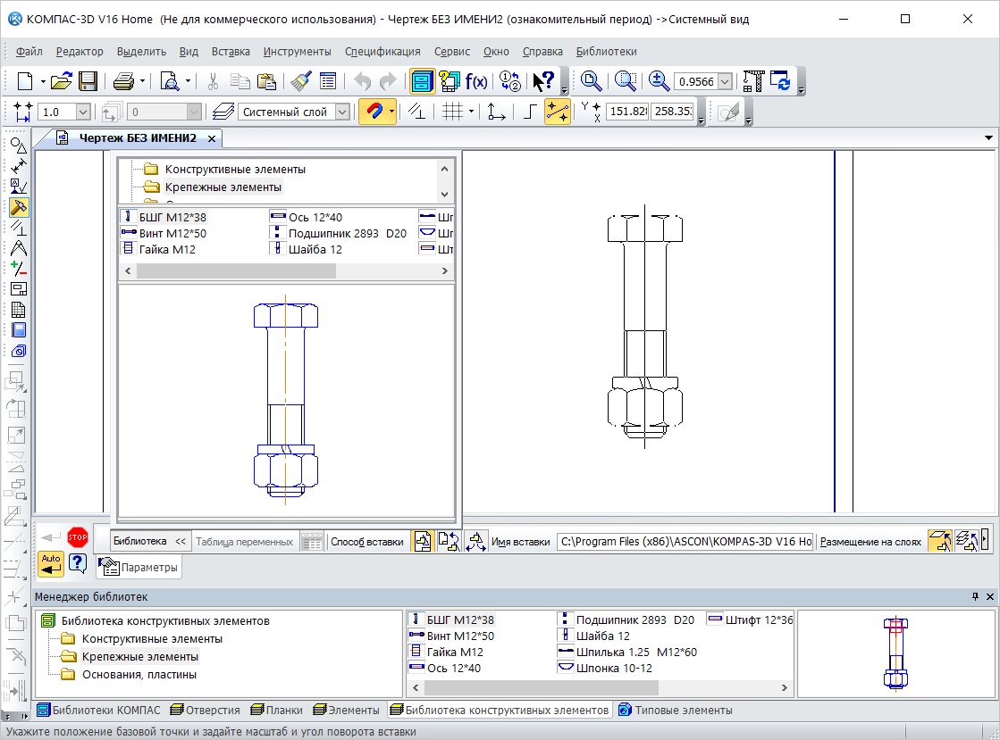 КОМПАС-3D V16 Home (Не для коммерческого использования) - Чертеж БЕЗ ИМЕНИ2 (ознакомительный период) ->Системный вид
Файл Редактор Выделить Вид Вставка Инструменты Спецификация Сервис Окно Справка Библиотеки
f(x) 0.9566
1.0 0 Системный слой Y X 151.828 258.353
Чертеж БЕЗ ИМЕНИ2
Конструктивные элементы
Крепежные элементы
БШГ М12*38 Ось 12*40
Винт М12*50 Подшипник 2893 D20
Гайка М12 Шайба 12
STOP Библиотека << Таблица переменных Способ вставки Имя вставки C:\Program Files (x86)\ASCON\KOMPAS-3D V16 Ho Размещение на слоях
Auto Параметры
Менеджер библиотек
Библиотека конструктивных элементов
Конструктивные элементы
Крепежные элементы
Основания, пластины
БШГ М12*38 Подшипник 2893 D20 Штифт 12*36
Винт М12*50 Шайба 12
Гайка М12 Шпилька 1.25 М12*60
Ось 12*40 Шпонка 10-12
Библиотеки КОМПАС Отверстия Планки Элементы Библиотека конструктивных элементов Типовые элементы
Укажите положение базовой точки и задайте масштаб и угол поворота вставки